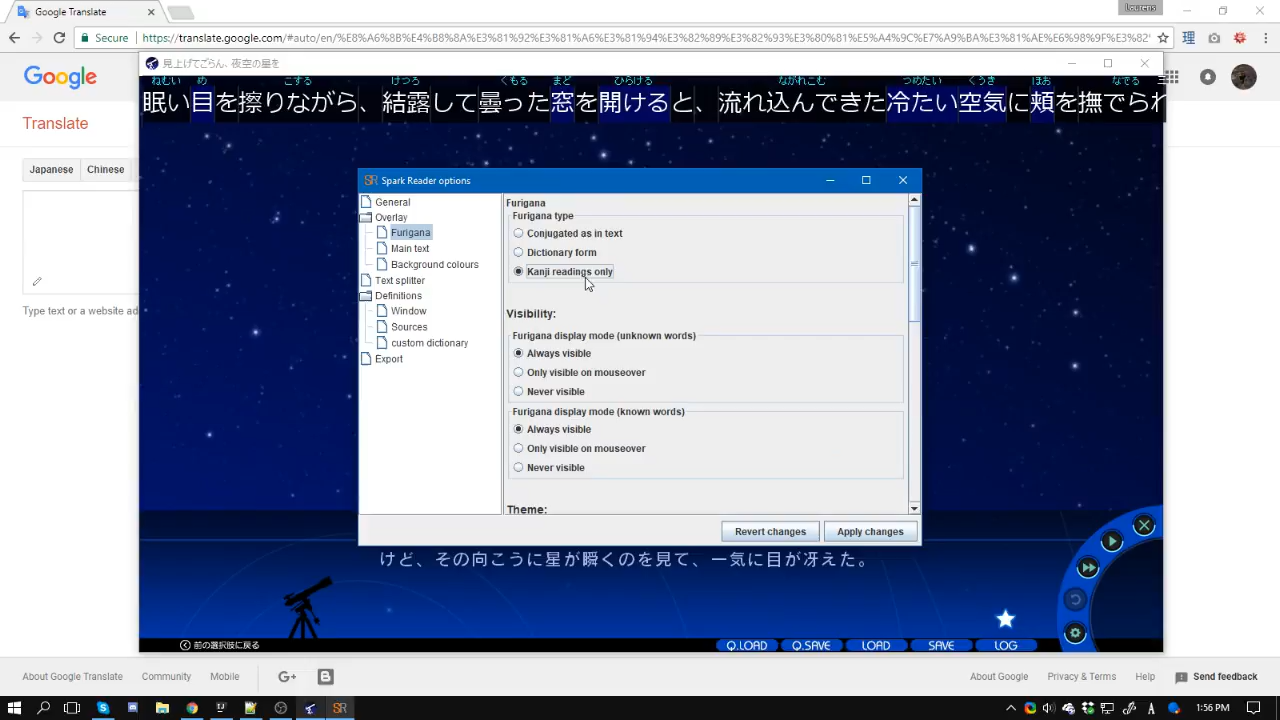 Google Translate
Laurens
Secure
https://translate.google.com/#auto/en/%E8%A6%8B%E4%B8%8A%E3%81%92%E3%81%A6%E3%81%94%E3%82%89%E3%82%93%E3%80%81%E5%A4%9C%E7%A9%BA%E3%81%AE%E6%98%9F%E3%82
Google
見上げてごらん、夜空の星を
ねむい め こする けつろ くもる まど ひらける ながれこむ つめたい くうき ほお なでる
眠い目を擦りながら、結露して曇った窓を開けると、流れ込んできた冷たい空気に頬を撫でられ
Translate
Japanese Chinese
Type text or a website ad
SR Spark Reader options
General
Overlay
Furigana
Main text
Background colours
Text splitter
Definitions
Window
Sources
custom dictionary
Export
Furigana
Furigana type
Conjugated as in text
Dictionary form
Kanji readings only
Visibility:
Furigana display mode (unknown words)
Always visible
Only visible on mouseover
Never visible
Furigana display mode (known words)
Always visible
Only visible on mouseover
Never visible
Theme:
Revert changes Apply changes
けど、その向こうに星が瞬くのを見て、一気に目が冴えた。
前の選択肢に戻る
Q.LOAD Q.SAVE LOAD SAVE LOG
About Google Translate Community Mobile G+ About Google Privacy & Terms Help Send feedback
SR
A
1:56 PM